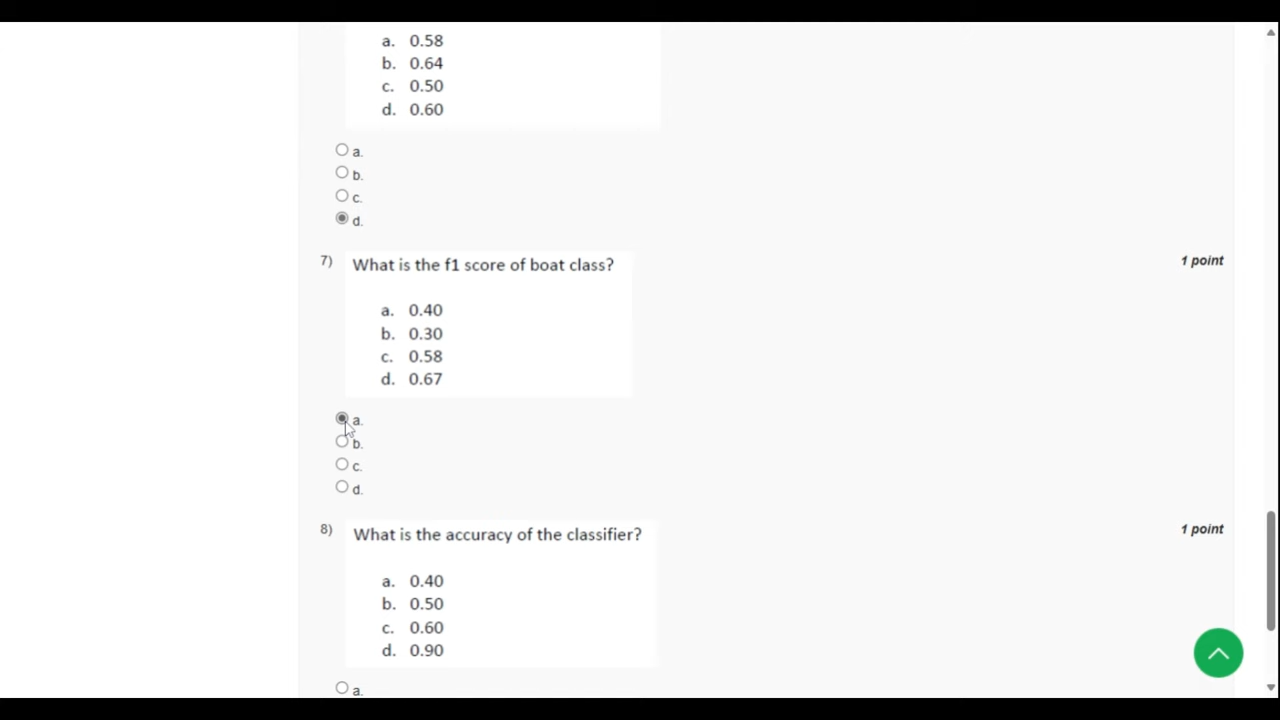 a. 0.58
b. 0.64
c. 0.50
d. 0.60
a.
b.
c.
d.
7) What is the f1 score of boat class? 1 point
a. 0.40
b. 0.30
c. 0.58
d. 0.67
a.
b.
c.
d.
8) What is the accuracy of the classifier? 1 point
a. 0.40
b. 0.50
c. 0.60
d. 0.90
a.